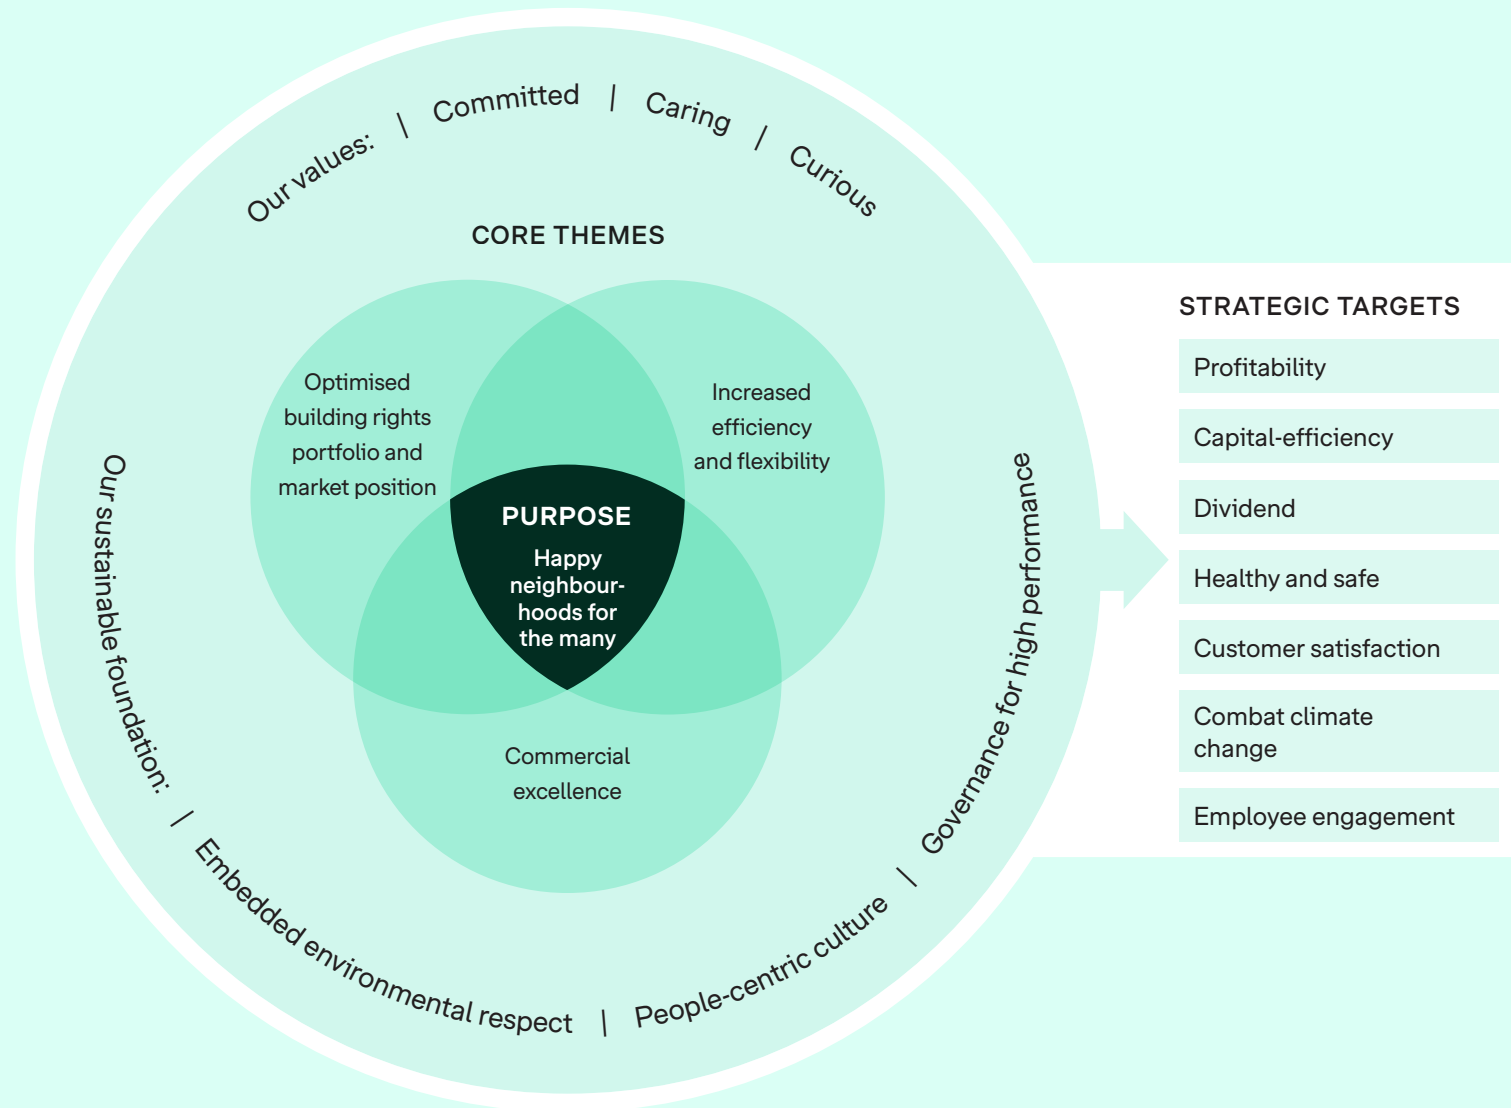 Our values: | Committed | Caring | Curious
CORE THEMES
Optimised
building rights
portfolio and
market position
Increased
efficiency
and flexibility
PURPOSE
Happy
neighbour-
hoods for
the many
Commercial
excellence
Our sustainable foundation: | Embedded environmental respect | People-centric culture | Governance for high performance
STRATEGIC TARGETS
Profitability
Capital-efficiency
Dividend
Healthy and safe
Customer satisfaction
Combat climate
change
Employee engagement